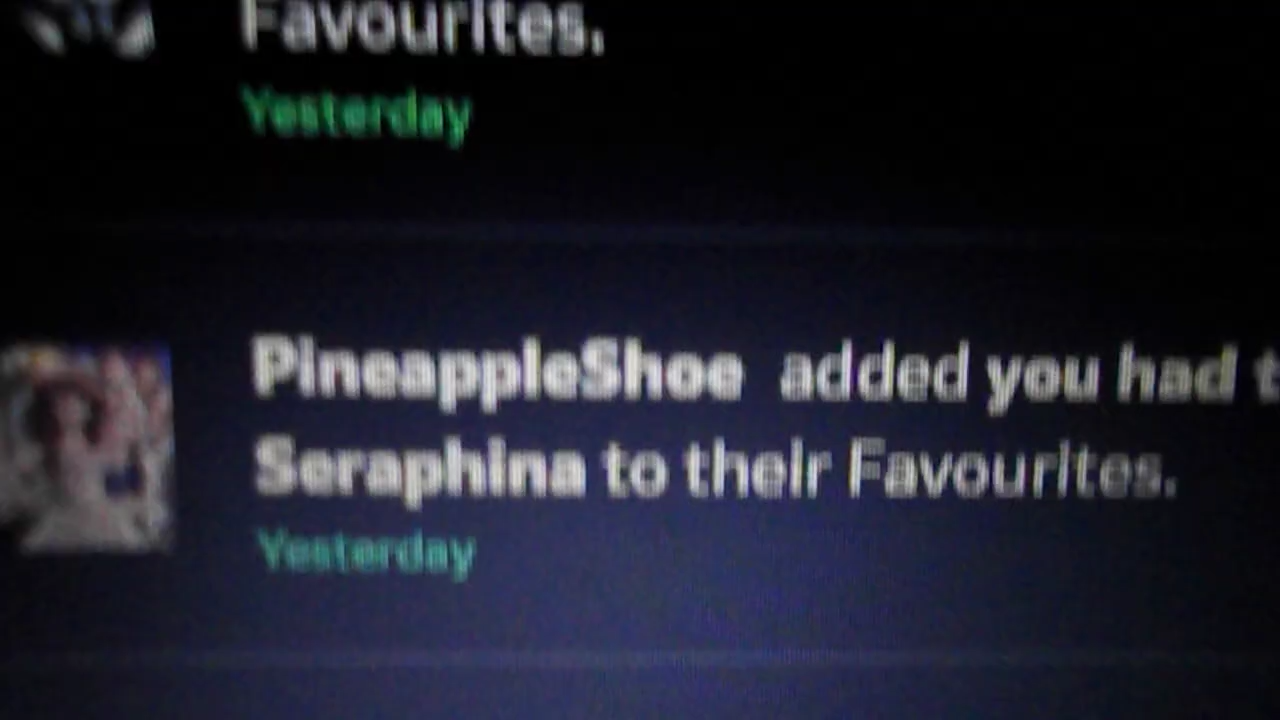 Favourites.
Yesterday
PineappleShoe added you had
Seraphina to their Favourites.
Yesterday